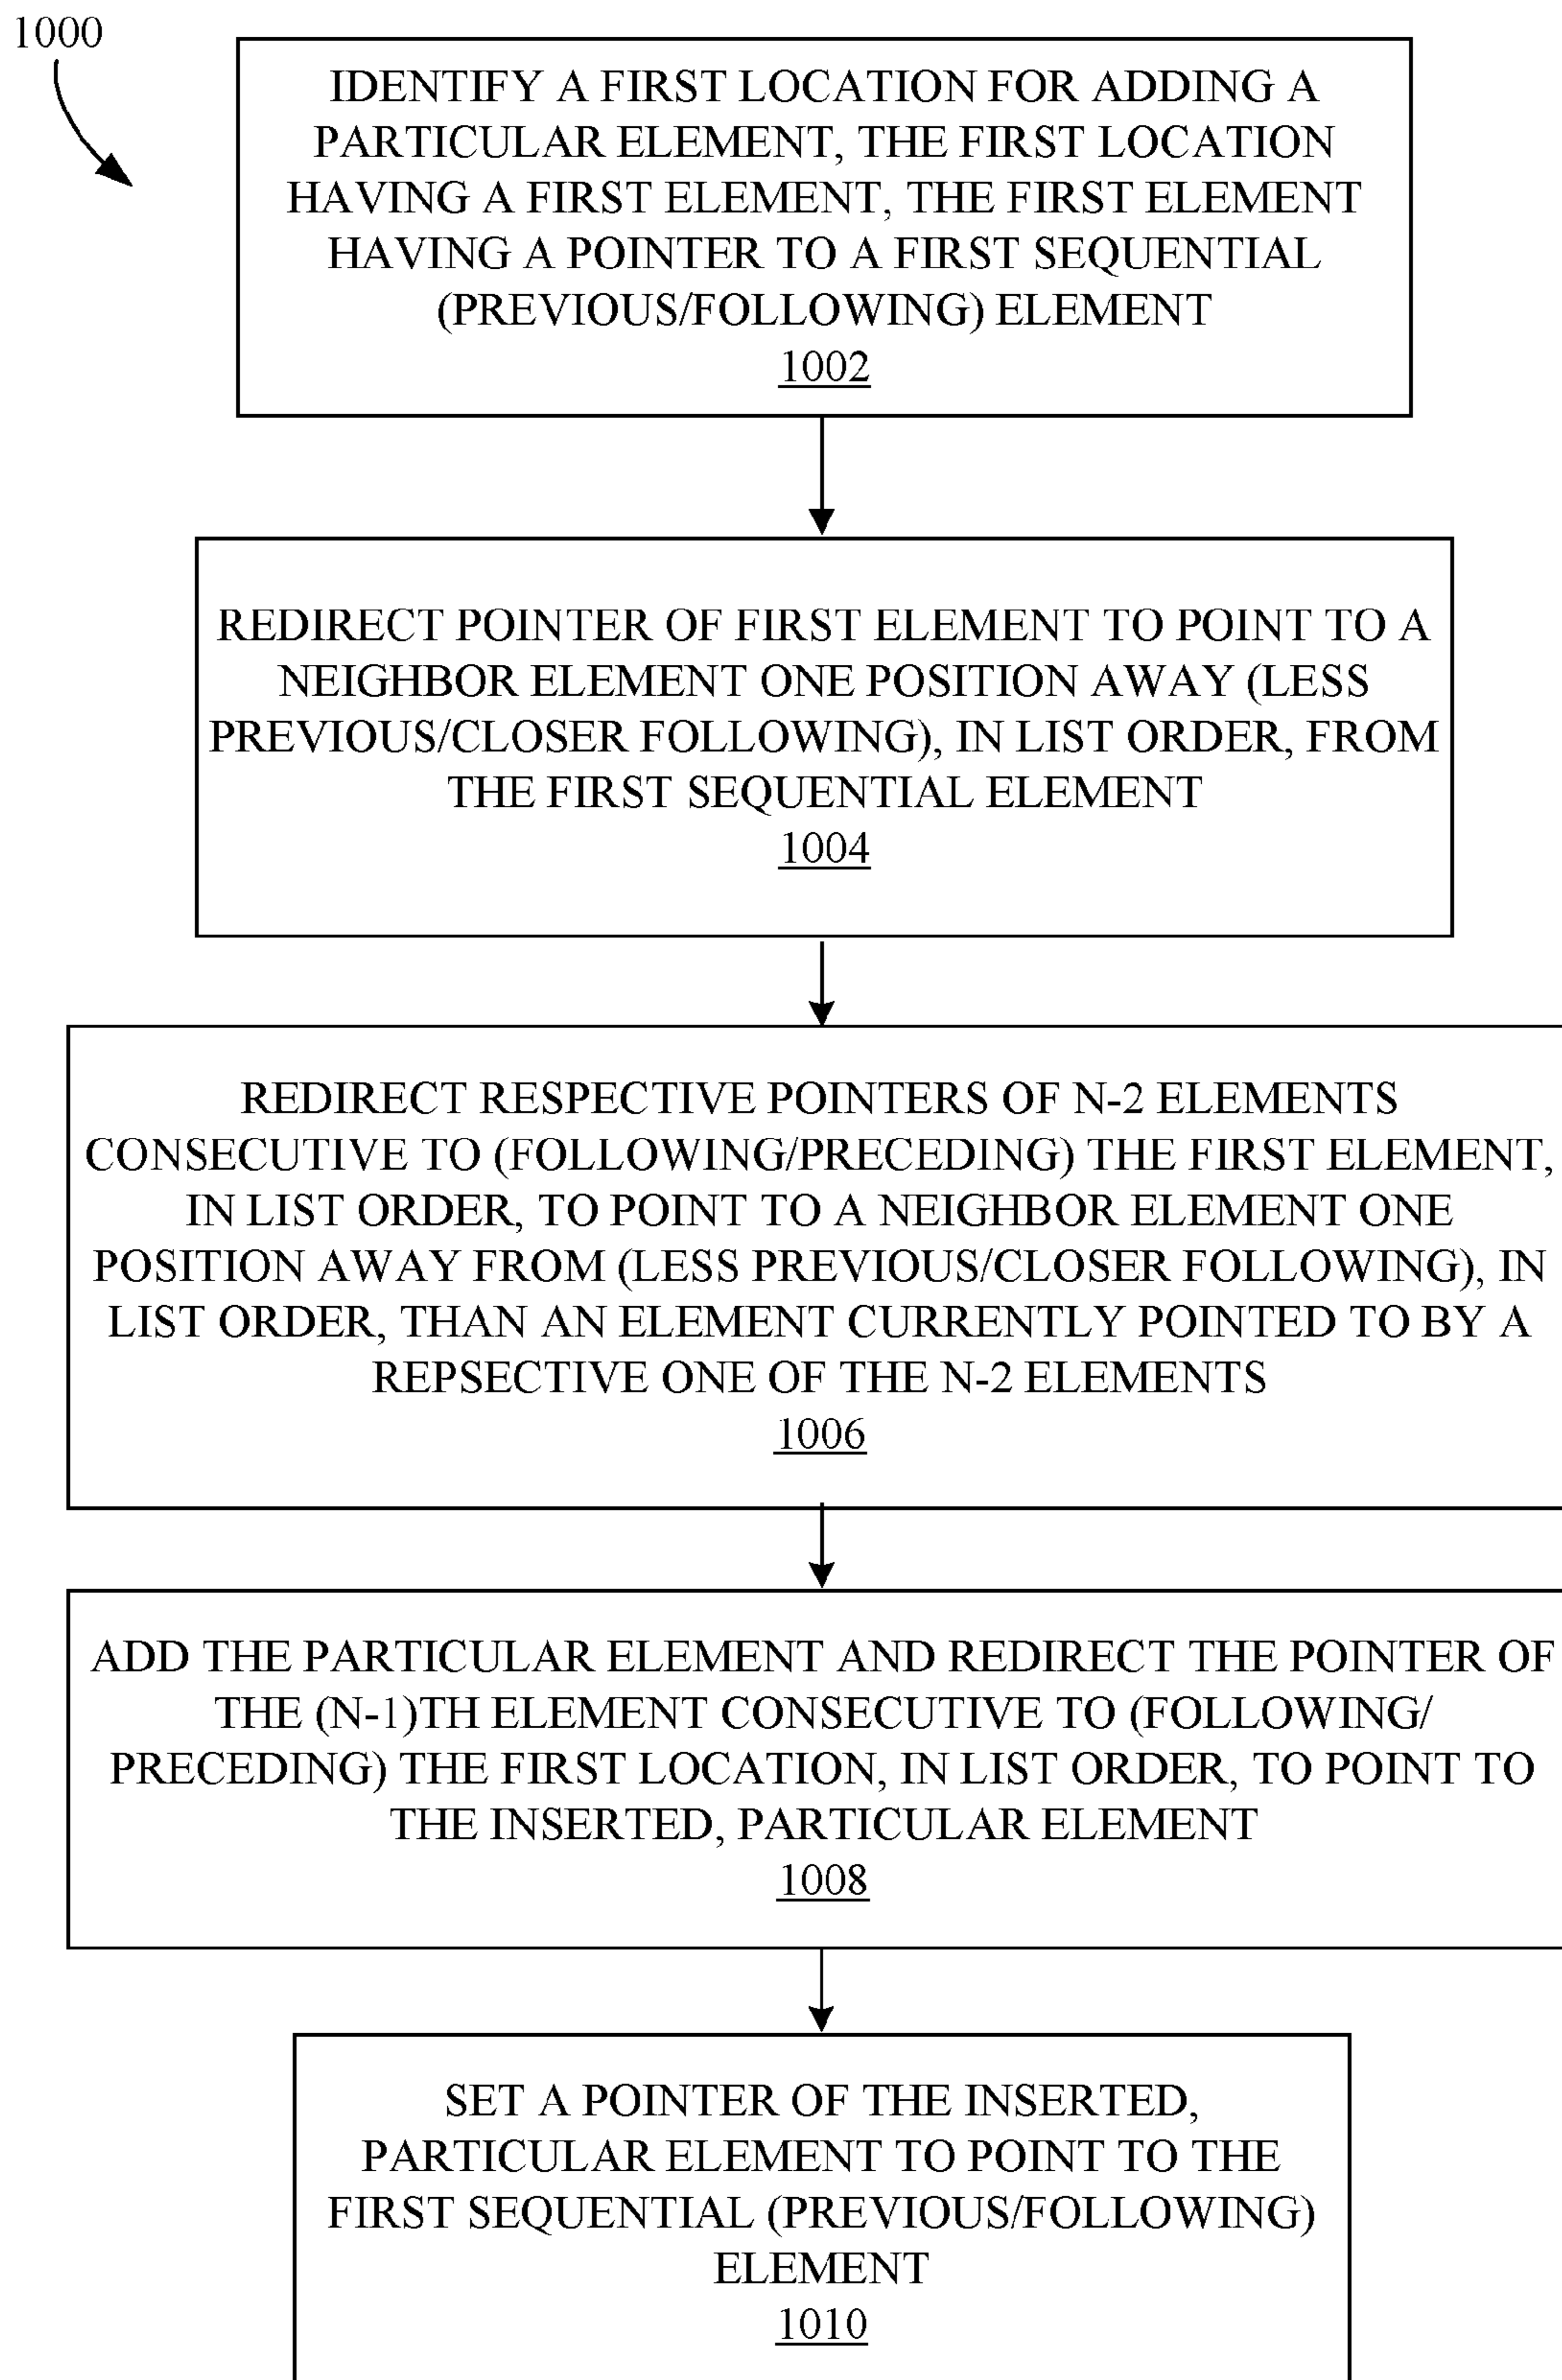 1000
IDENTIFY A FIRST LOCATION FOR ADDING A
PARTICULAR ELEMENT, THE FIRST LOCATION
HAVING A FIRST ELEMENT, THE FIRST ELEMENT
HAVING A POINTER TO A FIRST SEQUENTIAL
(PREVIOUS/FOLLOWING) ELEMENT
1002
REDIRECT POINTER OF FIRST ELEMENT TO POINT TO A
NEIGHBOR ELEMENT ONE POSITION AWAY (LESS
PREVIOUS/CLOSER FOLLOWING), IN LIST ORDER, FROM
THE FIRST SEQUENTIAL ELEMENT
1004
REDIRECT RESPECTIVE POINTERS OF N-2 ELEMENTS
CONSECUTIVE TO (FOLLOWING/PRECEDING) THE FIRST ELEMENT,
IN LIST ORDER, TO POINT TO A NEIGHBOR ELEMENT ONE
POSITION AWAY FROM (LESS PREVIOUS/CLOSER FOLLOWING), IN
LIST ORDER, THAN AN ELEMENT CURRENTLY POINTED TO BY A
REPSECTIVE ONE OF THE N-2 ELEMENTS
1006
ADD THE PARTICULAR ELEMENT AND REDIRECT THE POINTER OF
THE (N-1)TH ELEMENT CONSECUTIVE TO (FOLLOWING/
PRECEDING) THE FIRST LOCATION, IN LIST ORDER, TO POINT TO
THE INSERTED, PARTICULAR ELEMENT
1008
SET A POINTER OF THE INSERTED,
PARTICULAR ELEMENT TO POINT TO THE
FIRST SEQUENTIAL (PREVIOUS/FOLLOWING)
ELEMENT
1010